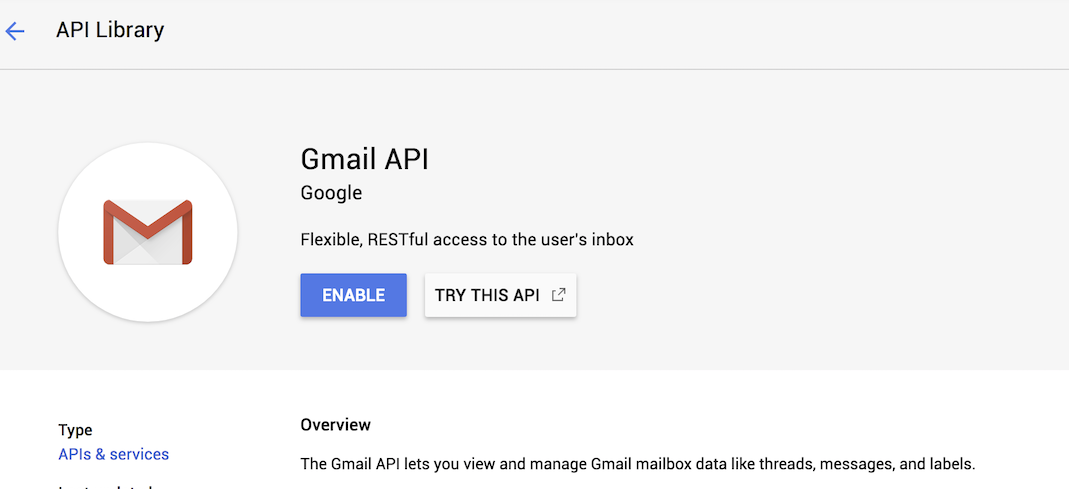 API Library
Gmail API
Google
Flexible, RESTful access to the user's inbox
ENABLE
TRY THIS API
Type
APIs & services
Overview
The Gmail API lets you view and manage Gmail mailbox data like threads, messages, and labels.